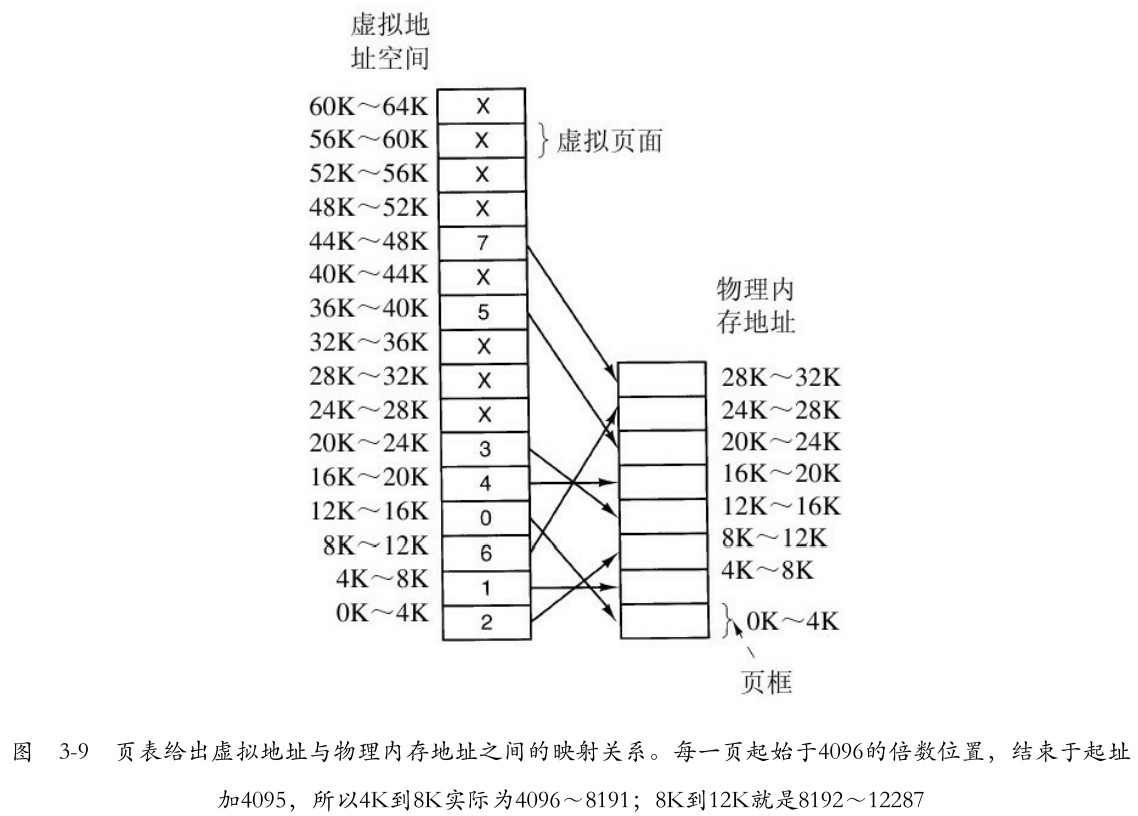 虚拟地
址空间
60K～64K X
56K～60K X 虚拟页面
52K～56K X
48K～52K X
44K～48K 7
40K～44K X
36K～40K 5
32K～36K X
28K～32K X
24K～28K X
20K～24K 3
16K～20K 4
12K～16K 0
8K～12K 6
4K～8K 1
0K～4K 2
物理内
存地址
28K～32K
24K～28K
20K～24K
16K～20K
12K～16K
8K～12K
4K～8K
0K～4K
页框
图 3-9 页表给出虚拟地址与物理内存地址之间的映射关系。每一页起始于4096的倍数位置，结束于起址
加4095，所以4K到8K实际为4096～8191；8K到12K就是8192～12287